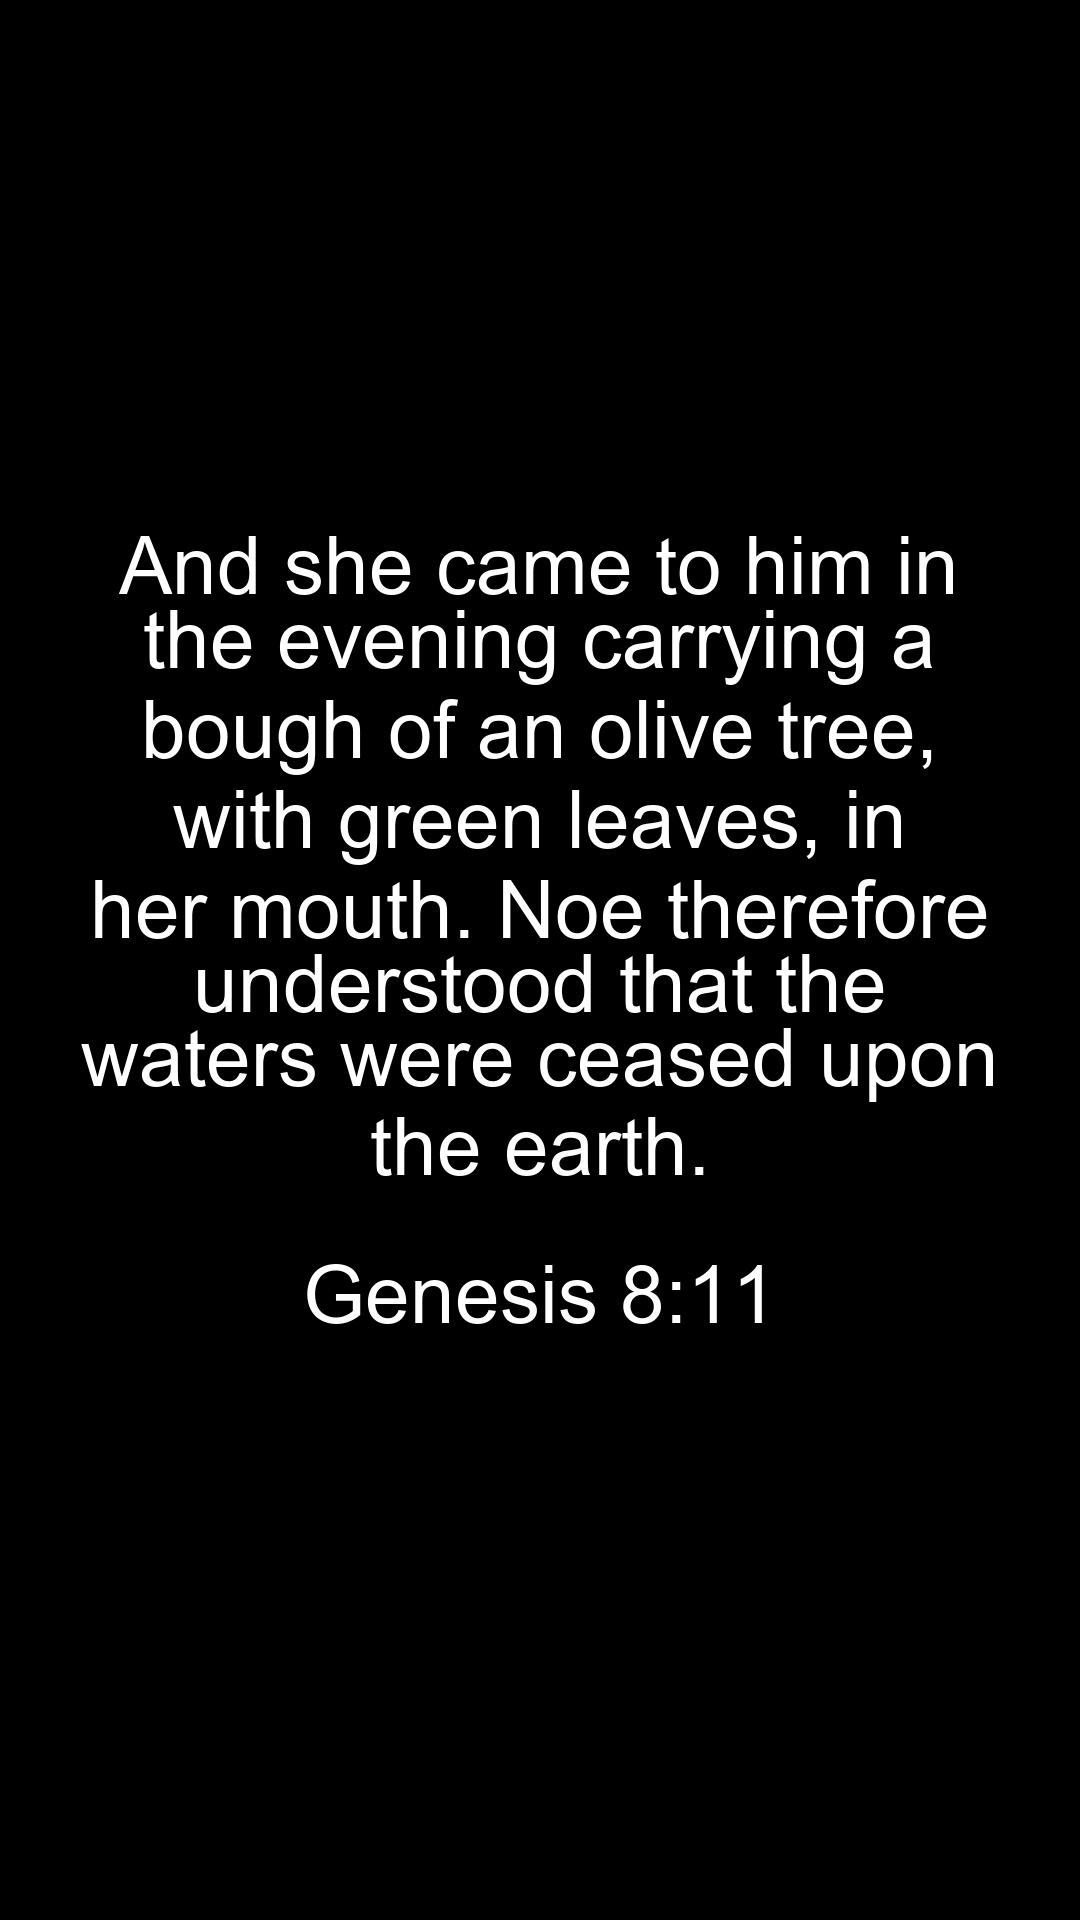 And she came to him in
the evening carrying a
bough of an olive tree,
with green leaves, in
her mouth. Noe therefore
understood that the
waters were ceased upon
the earth.
Genesis 8:11